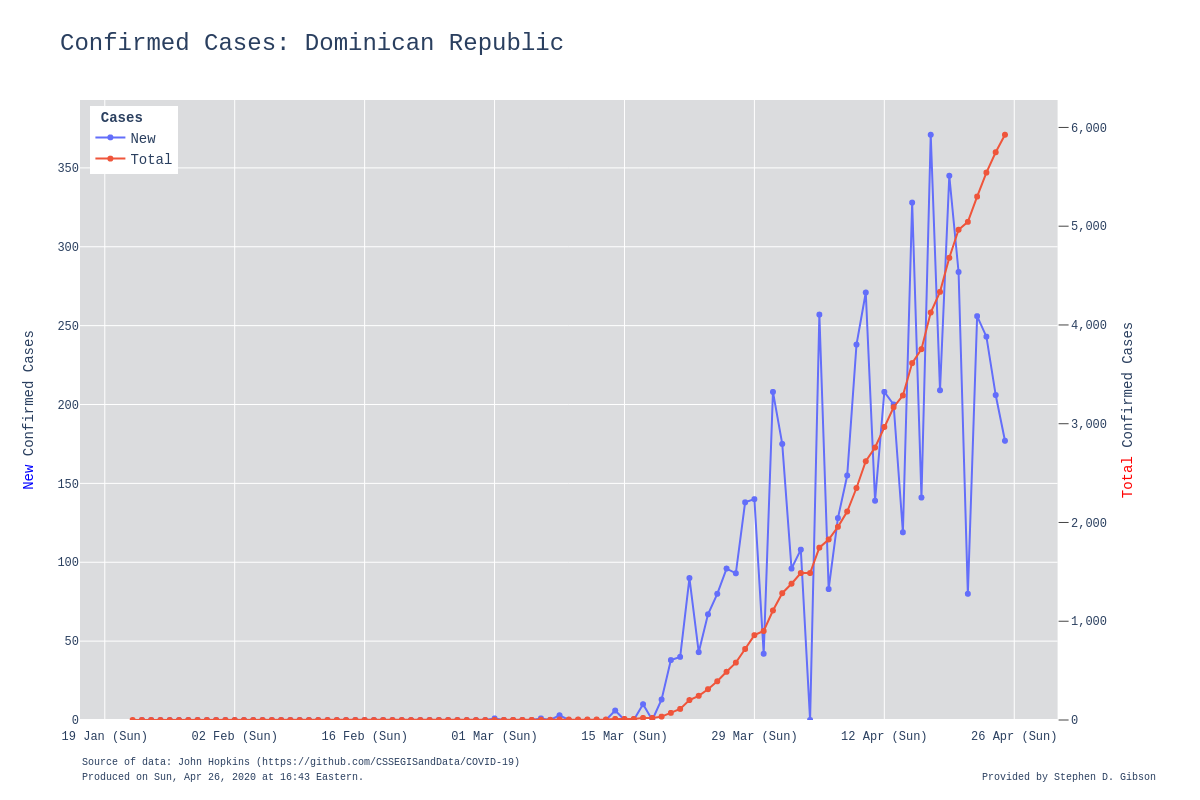 Confirmed Cases: Dominican Republic
Cases
New
Total
350
300
250
200
150
100
50
0
6,000
5,000
4,000
3,000
2,000
1,000
0
New Confirmed Cases
Total Confirmed Cases
19 Jan (Sun) 02 Feb (Sun) 16 Feb (Sun) 01 Mar (Sun) 15 Mar (Sun) 29 Mar (Sun) 12 Apr (Sun) 26 Apr (Sun)
Source of data: John Hopkins (https://github.com/CSSEGISandData/COVID-19)
Produced on Sun, Apr 26, 2020 at 16:43 Eastern.
Provided by Stephen D. Gibson